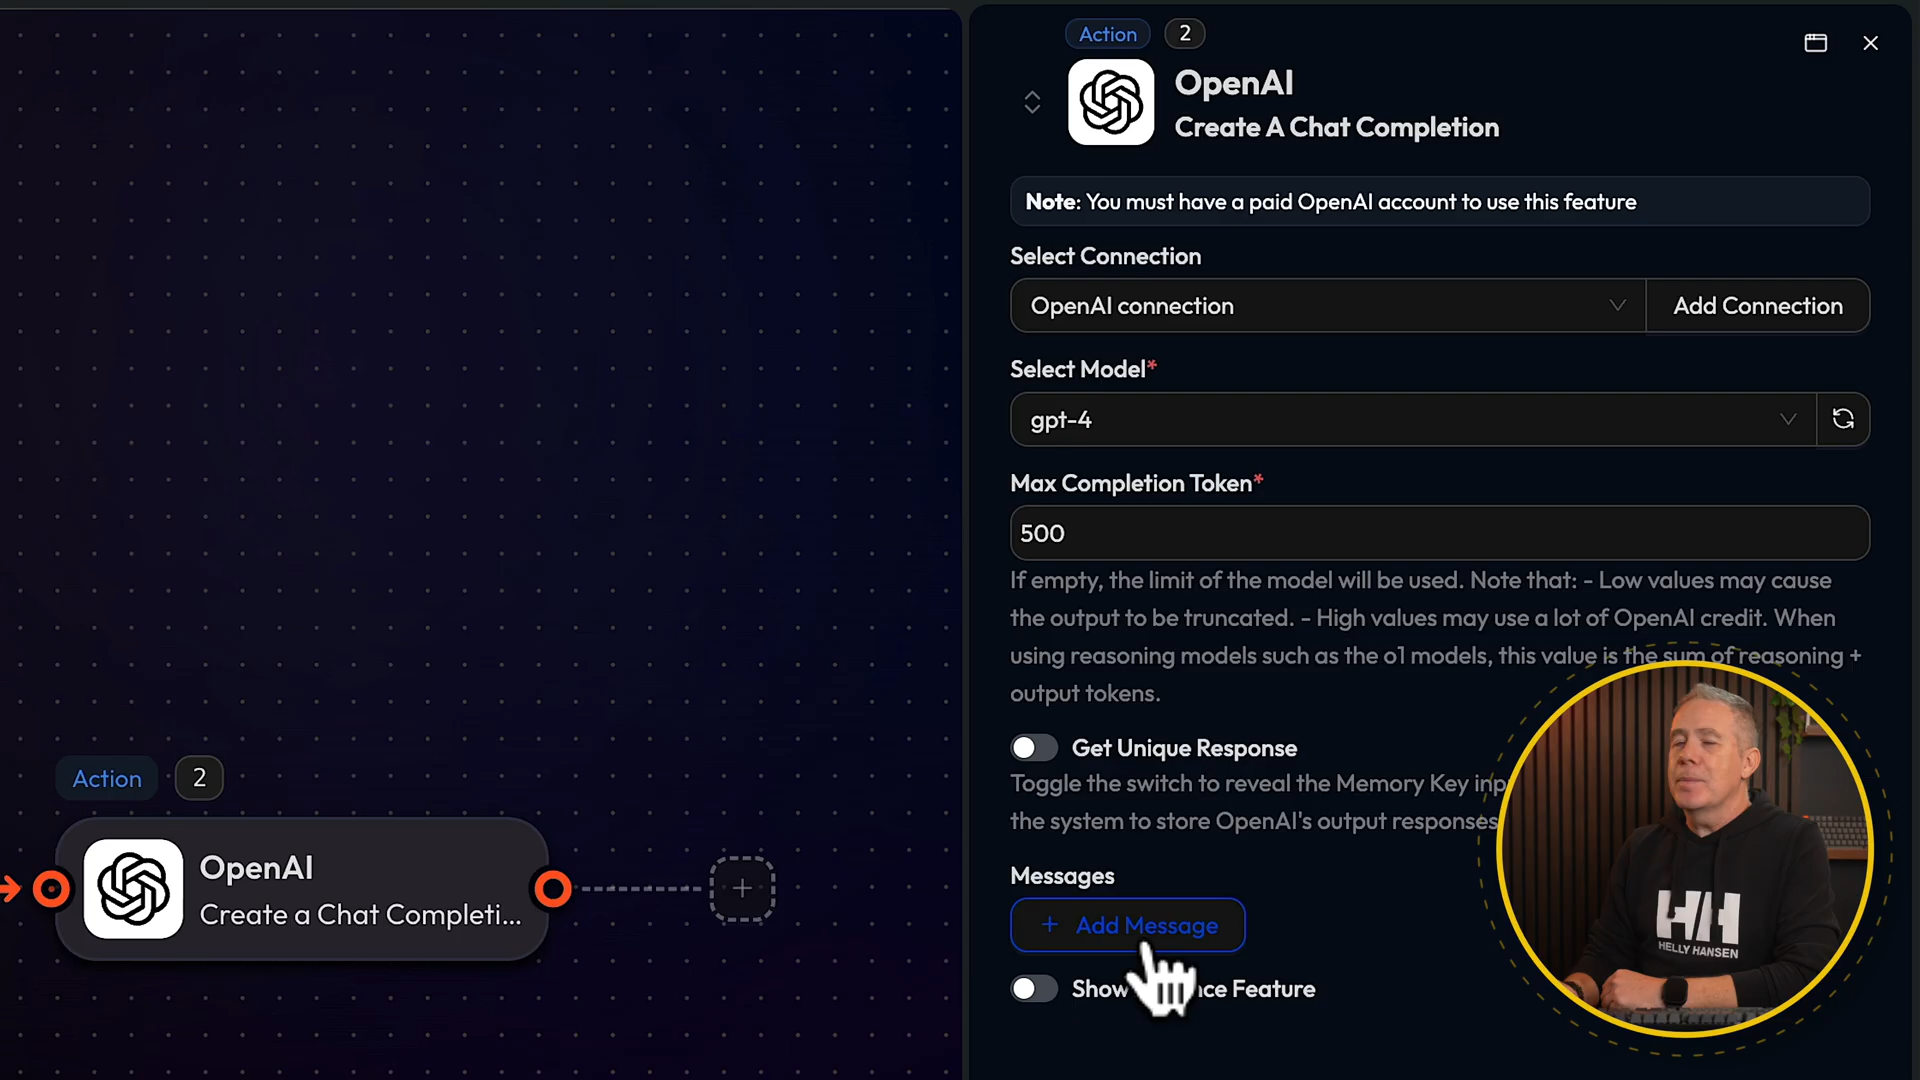 Action 2
OpenAI
Create A Chat Completion
Note: You must have a paid OpenAI account to use this feature
Select Connection
OpenAI connection
Add Connection
Select Model*
gpt-4
Max Completion Token*
500
If empty, the limit of the model will be used. Note that: - Low values may cause
the output to be truncated. - High values may use a lot of OpenAI credit. When
using reasoning models such as the o1 models, this value is the sum of reasoning +
output tokens.
Get Unique Response
Toggle the switch to reveal the Memory Key
the system to store OpenAI's output responses
Messages
+ Add Message
Show Feature
Action 2
OpenAI
Create a Chat Completi...
HH
HELLY HANSEN